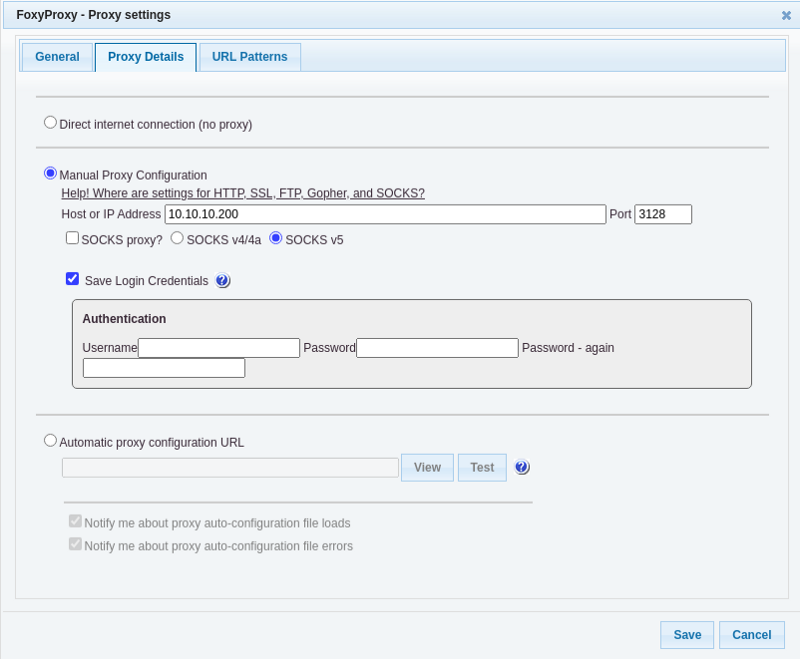 FoxyProxy - Proxy settings
General Proxy Details URL Patterns
Direct internet connection (no proxy)
Manual Proxy Configuration
Help! Where are settings for HTTP, SSL, FTP, Gopher, and SOCKS?
Host or IP Address 10.10.10.200 Port 3128
SOCKS proxy? SOCKS v4/4a SOCKS v5
Save Login Credentials ?
Authentication
Username Password Password - again
Automatic proxy configuration URL
View Test ?
Notify me about proxy auto-configuration file loads
Notify me about proxy auto-configuration file errors
Save Cancel